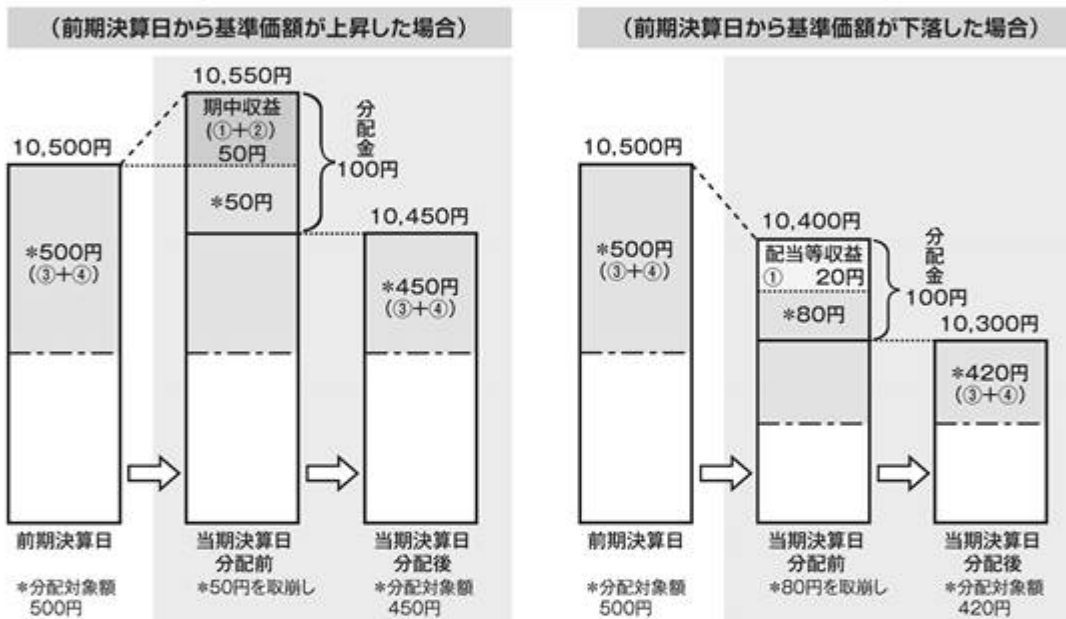 (前期決算日から基準価額が上昇した場合)
10,550円
期中収益
(①+②)
50円
分配金
100円
10,500円
*50円
10,450円
*500円
(③+④)
*450円
(③+④)
前期決算日
当期決算日
分配前
当期決算日
分配後
*分配対象額
500円
*50円を取崩し
*分配対象額
450円
(前期決算日から基準価額が下落した場合)
10,500円
10,400円
配当等収益
① 20円
分配金
100円
*500円
(③+④)
*80円
10,300円
*420円
(③+④)
前期決算日
当期決算日
分配前
当期決算日
分配後
*分配対象額
500円
*80円を取崩し
*分配対象額
420円